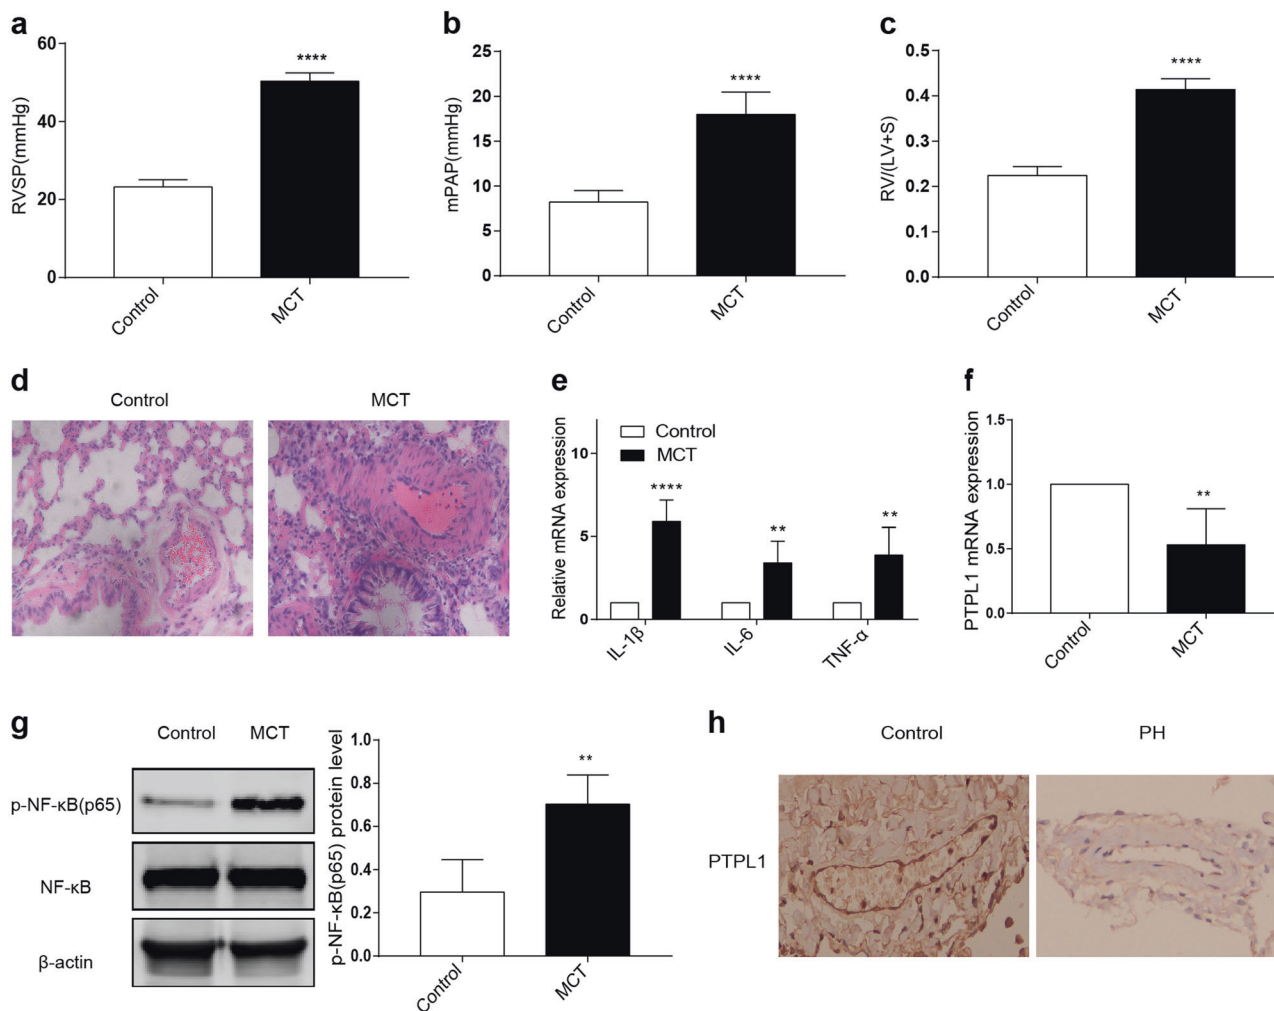 a
RVSP(mmHg)
60
40
20
0
****
Control
MCT
b
mPAP(mmHg)
25
20
15
10
5
0
****
Control
MCT
c
RV/(LV+S)
0.5
0.4
0.3
0.2
0.1
0.0
****
Control
MCT
d
Control
MCT
e
Relative mRNA expression
10
5
0
Control
MCT
****
**
**
IL-1β
IL-6
TNF-α
f
PTPL1 mRNA expression
1.5
1.0
0.5
0.0
**
Control
MCT
g
Control
MCT
p-NF-κB(p65)
NF-κB
β-actin
p-NF-κB(p65) protein level
1.0
0.8
0.6
0.4
0.2
0.0
**
Control
MCT
h
Control
PH
PTPL1